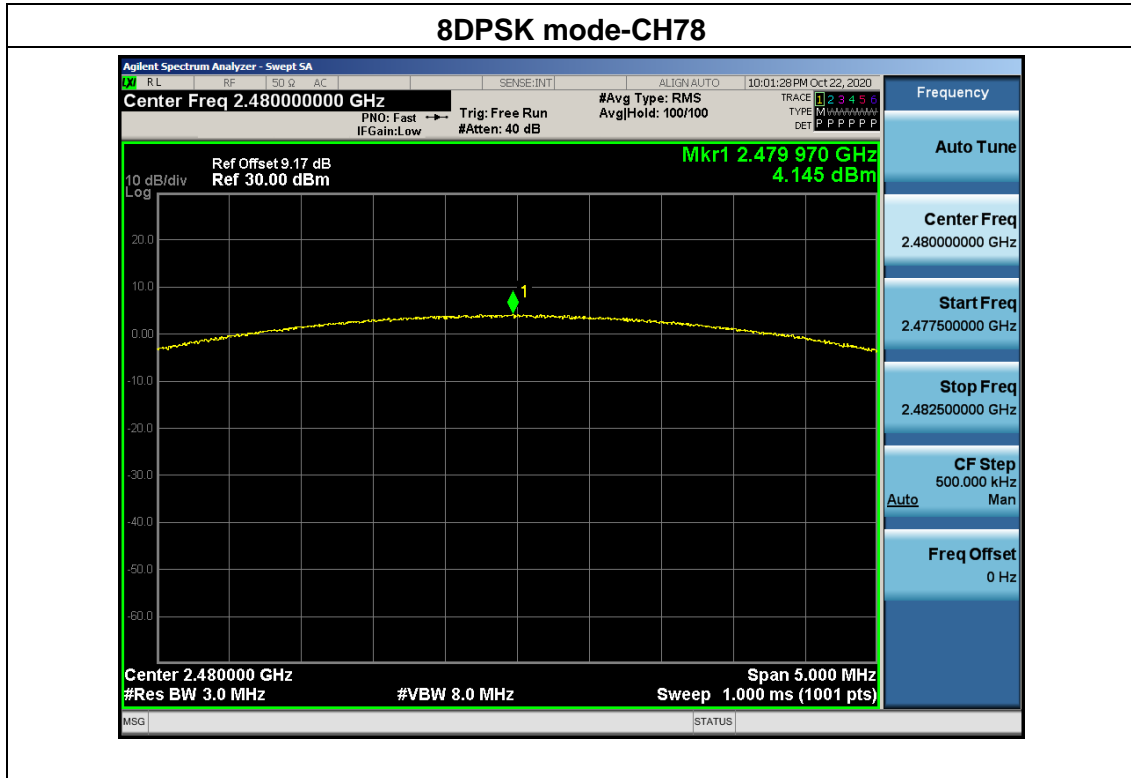 8DPSK mode-CH78
Agilent Spectrum Analyzer - Swept SA
LXI RL RF 50 Ω AC SENSE:INT ALIGN AUTO 10:01:28 PM Oct 22, 2020
Center Freq 2.480000000 GHz
PNO: Fast
IFGain:Low
Trig: Free Run
#Atten: 40 dB
#Avg Type: RMS
Avg|Hold: 100/100
TRACE 1 2 3 4 5 6
TYPE M W W W W W
DET P P P P P P
Ref Offset 9.17 dB
10 dB/div Ref 30.00 dBm
Log
Mkr1 2.479 970 GHz
4.145 dBm
20.0
10.0
1
0.00
-10.0
-20.0
-30.0
-40.0
-50.0
-60.0
Center 2.480000 GHz Span 5.000 MHz
#Res BW 3.0 MHz #VBW 8.0 MHz Sweep 1.000 ms (1001 pts)
MSG STATUS
Frequency
Auto Tune
Center Freq
2.480000000 GHz
Start Freq
2.477500000 GHz
Stop Freq
2.482500000 GHz
CF Step
500.000 kHz
Auto Man
Freq Offset
0 Hz